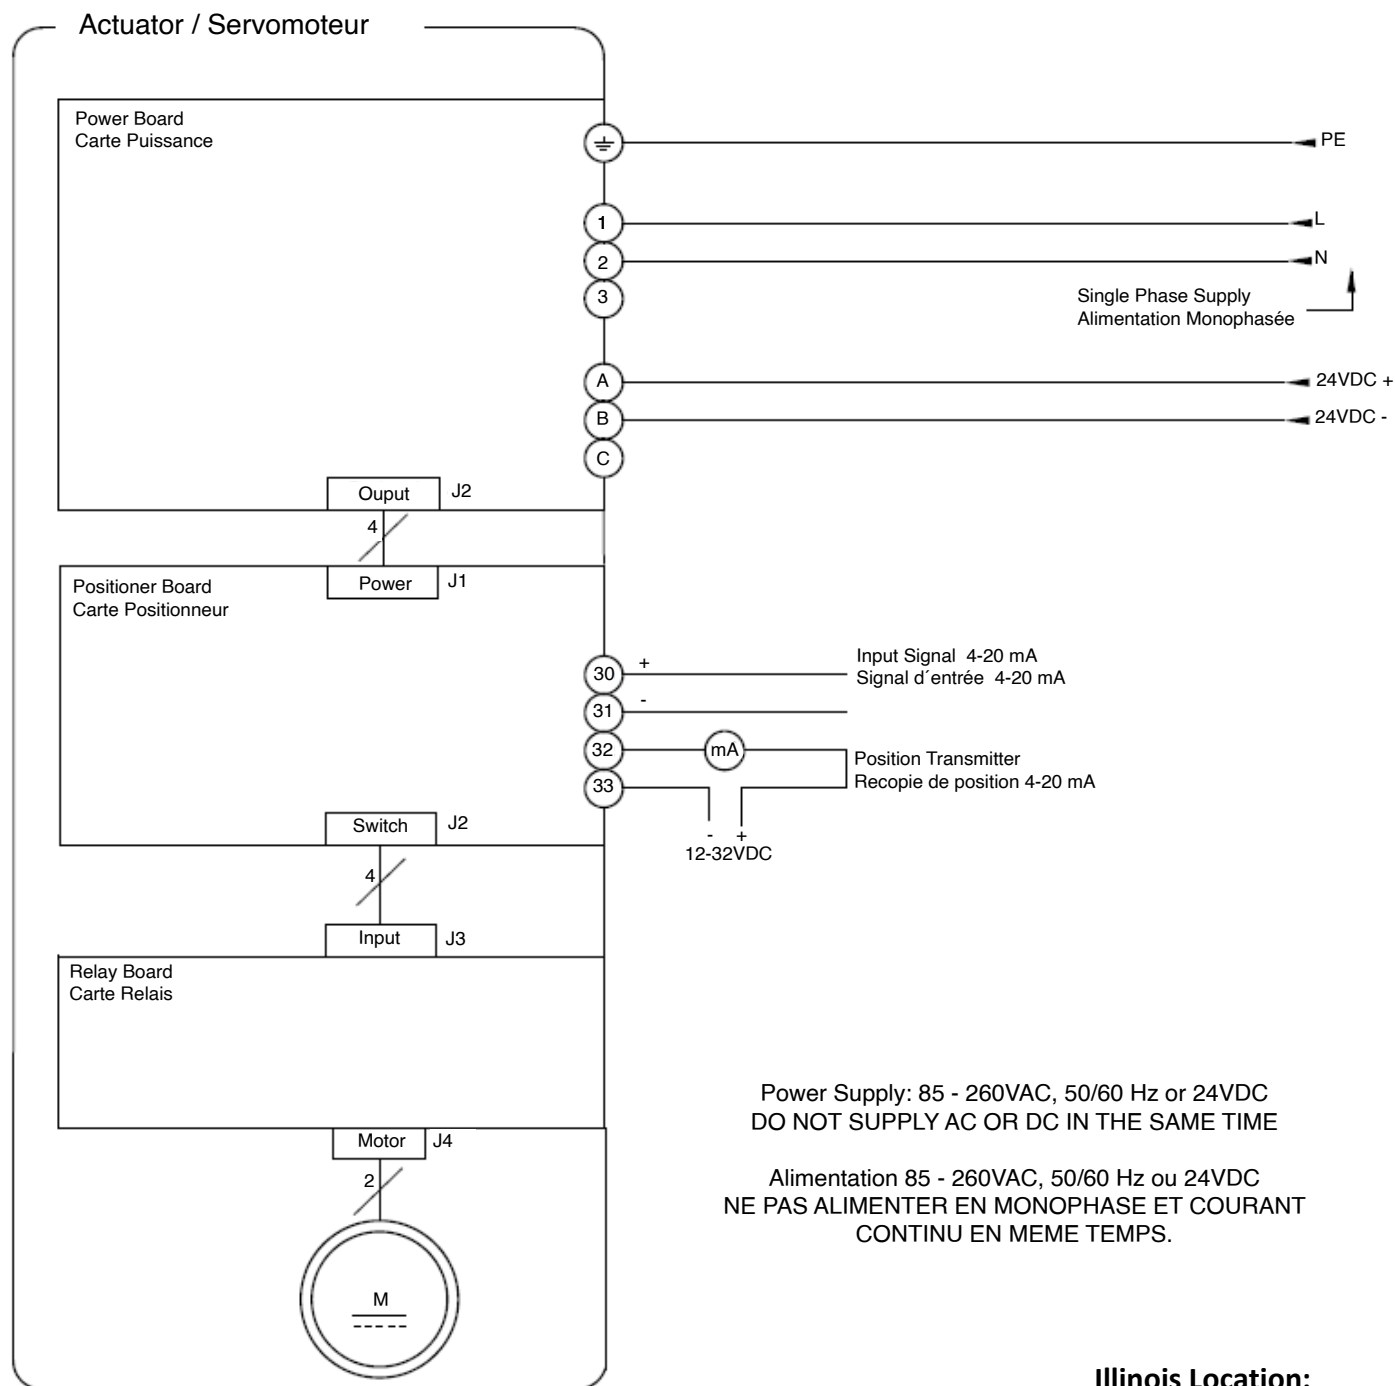 Actuator / Servomoteur
Power Board
Carte Puissance
PE
1
L
2
N
3
Single Phase Supply
Alimentation Monophasée
A
24VDC +
B
24VDC -
C
Ouput
J2
4
Power
J1
Positioner Board
Carte Positionneur
30
+
Input Signal 4-20 mA
Signal d´entrée 4-20 mA
31
-
32
mA
Position Transmitter
Recopie de position 4-20 mA
33
- +
12-32VDC
Switch
J2
4
Input
J3
Relay Board
Carte Relais
Motor
J4
2
M
Power Supply: 85 - 260VAC, 50/60 Hz or 24VDC
DO NOT SUPPLY AC OR DC IN THE SAME TIME
Alimentation 85 - 260VAC, 50/60 Hz ou 24VDC
NE PAS ALIMENTER EN MONOPHASE ET COURANT
CONTINU EN MEME TEMPS.
Illinois Location: